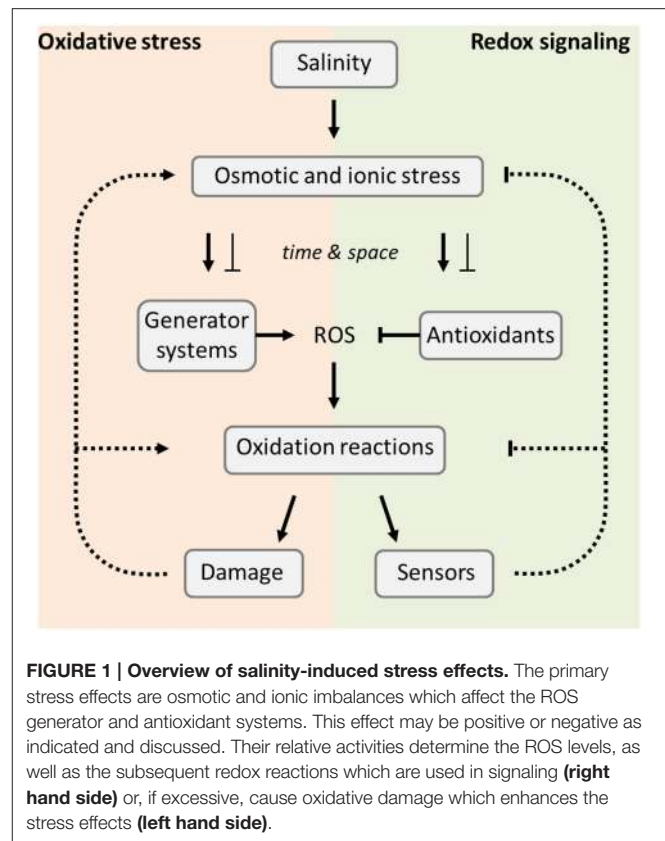 Oxidative stress
Redox signaling
Salinity
Osmotic and ionic stress
time & space
Generator
systems
ROS
Antioxidants
Oxidation reactions
Damage
Sensors
FIGURE 1 | Overview of salinity-induced stress effects. The primary
stress effects are osmotic and ionic imbalances which affect the ROS
generator and antioxidant systems. This effect may be positive or negative as
indicated and discussed. Their relative activities determine the ROS levels, as
well as the subsequent redox reactions which are used in signaling (right
hand side) or, if excessive, cause oxidative damage which enhances the
stress effects (left hand side).